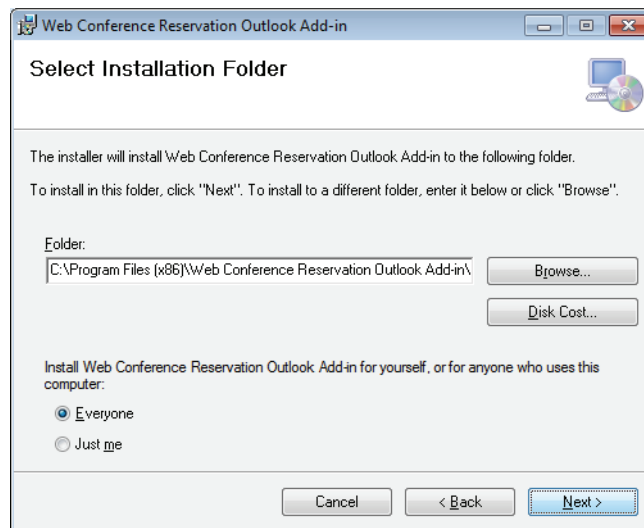 Web Conference Reservation Outlook Add-in
Select Installation Folder
The installer will install Web Conference Reservation Outlook Add-in to the following folder.
To install in this folder, click "Next". To install to a different folder, enter it below or click "Browse".
Folder:
C:\Program Files (x86)\Web Conference Reservation Outlook Add-in\
Browse...
Disk Cost...
Install Web Conference Reservation Outlook Add-in for yourself, or for anyone who uses this
computer:
Everyone
Just me
Cancel
< Back
Next >